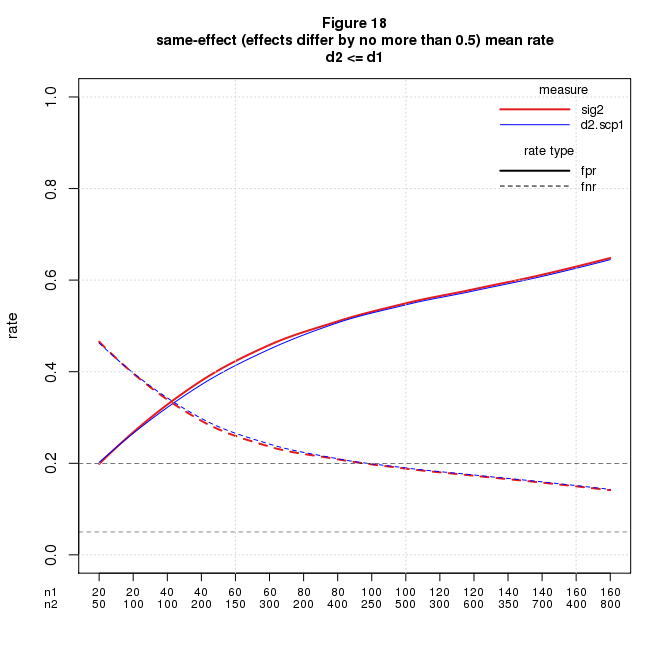 Figure 18
same-effect (effects differ by no more than 0.5) mean rate
d2 <= d1
measure
sig2
d2.scp1
rate type
fpr
fnr
rate
1.0
0.8
0.6
0.4
0.2
0.0
n1 20 20 40 40 60 60 80 80 100 100 120 120 140 140 160 160
n2 50 100 100 200 150 300 200 400 250 500 300 600 350 700 400 800